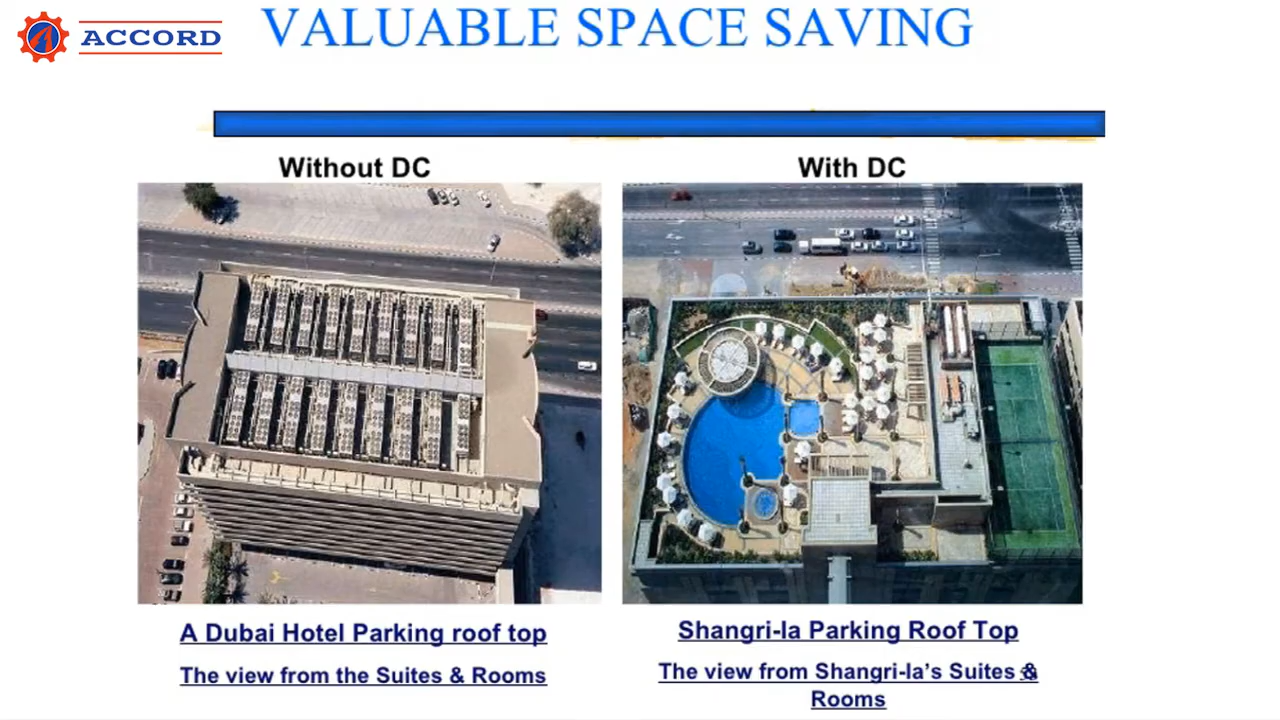 ACCORD
VALUABLE SPACE SAVING
Without DC
With DC
A Dubai Hotel Parking roof top
The view from the Suites & Rooms
Shangri-la Parking Roof Top
The view from Shangri-la’s Suites &
Rooms